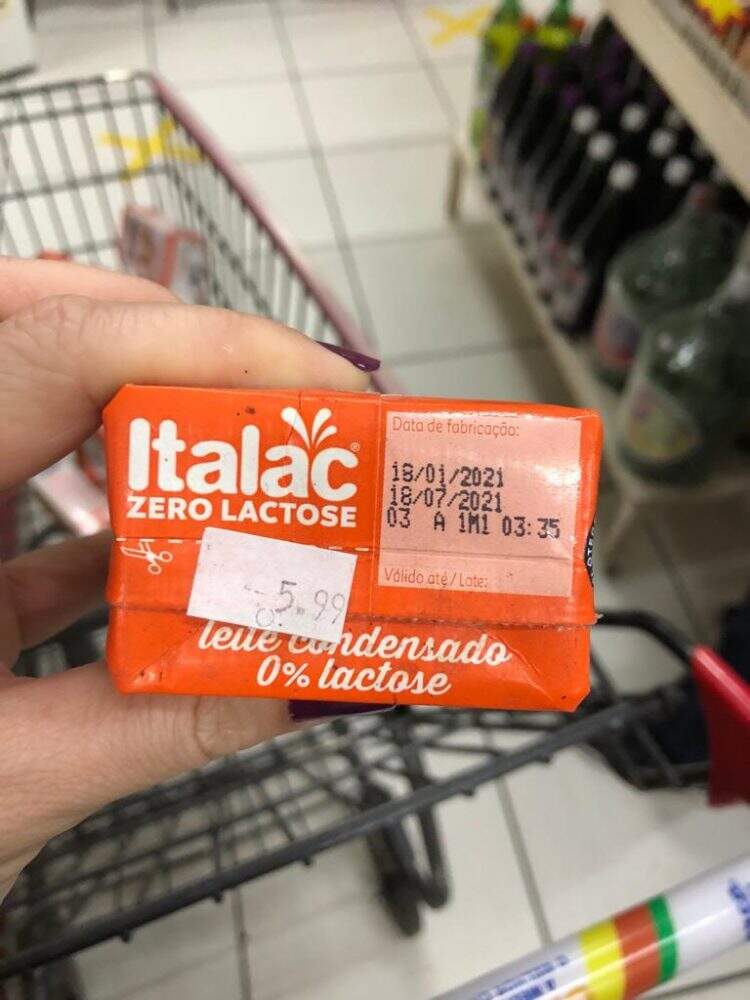 Italac
ZERO LACTOSE
Data de fabricação:
18/01/2021
18/07/2021
03 A 1M1 03:35
Válido até/Lote:
5.99
leite condensado
0% lactose